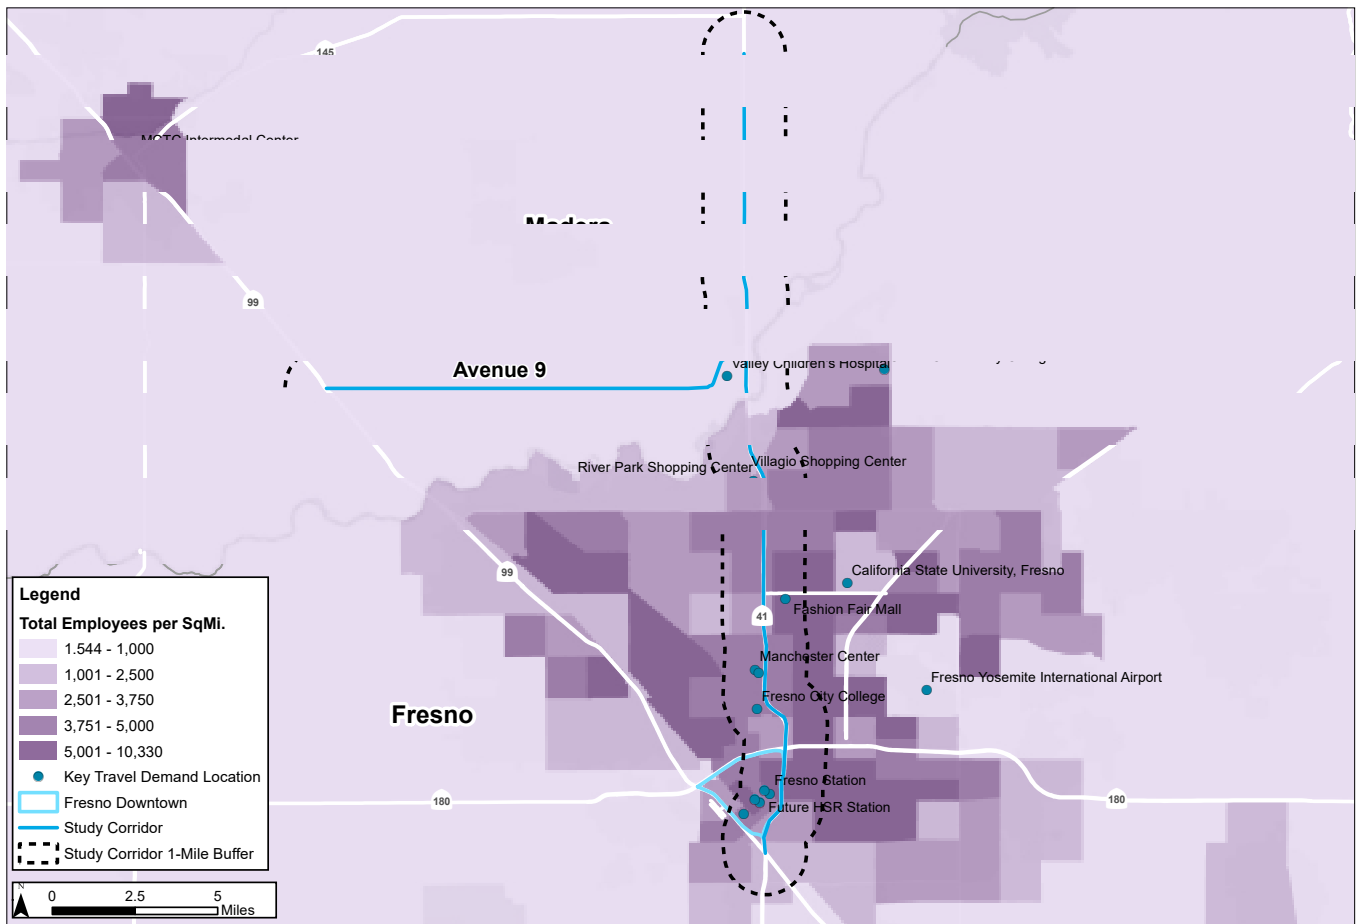 145
99
Avenue 9
Valley Children's Hospital
River Park Shopping Center
Villagio Shopping Center
99
California State University, Fresno
Fashion Fair Mall
41
Manchester Center
Fresno Yosemite International Airport
Fresno City College
Fresno
Fresno Station
Future HSR Station
180
180
Legend
Total Employees per SqMi.
1.544 - 1,000
1,001 - 2,500
2,501 - 3,750
3,751 - 5,000
5,001 - 10,330
Key Travel Demand Location
Fresno Downtown
Study Corridor
Study Corridor 1-Mile Buffer
N
0 2.5 5
Miles